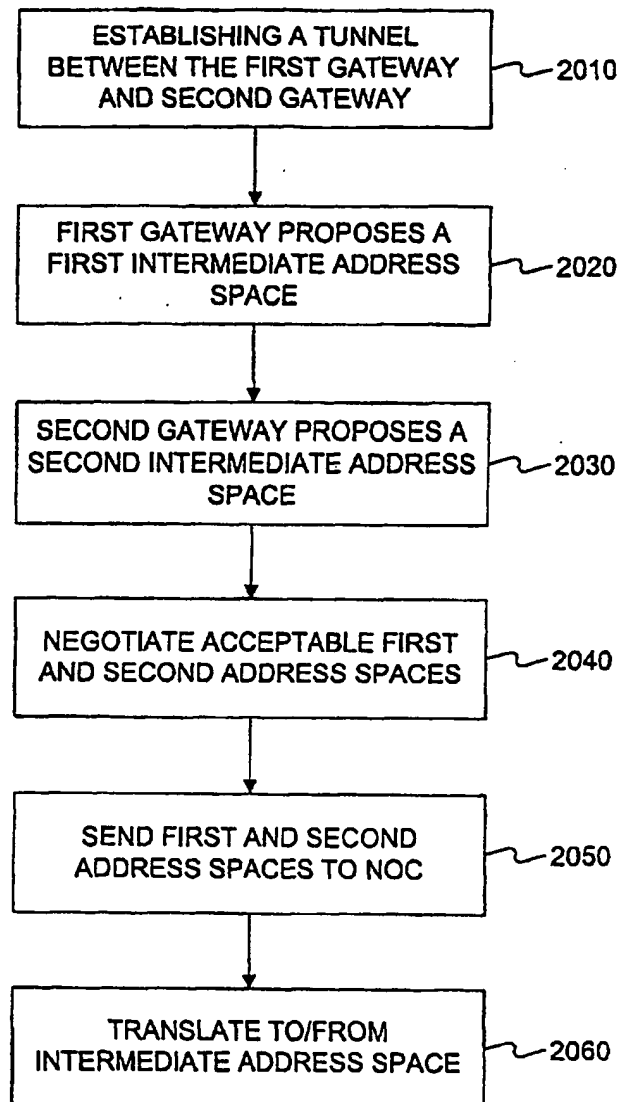 ESTABLISHING A TUNNEL
BETWEEN THE FIRST GATEWAY
AND SECOND GATEWAY
2010
FIRST GATEWAY PROPOSES A
FIRST INTERMEDIATE ADDRESS
SPACE
2020
SECOND GATEWAY PROPOSES A
SECOND INTERMEDIATE ADDRESS
SPACE
2030
NEGOTIATE ACCEPTABLE FIRST
AND SECOND ADDRESS SPACES
2040
SEND FIRST AND SECOND
ADDRESS SPACES TO NOC
2050
TRANSLATE TO/FROM
INTERMEDIATE ADDRESS SPACE
2060